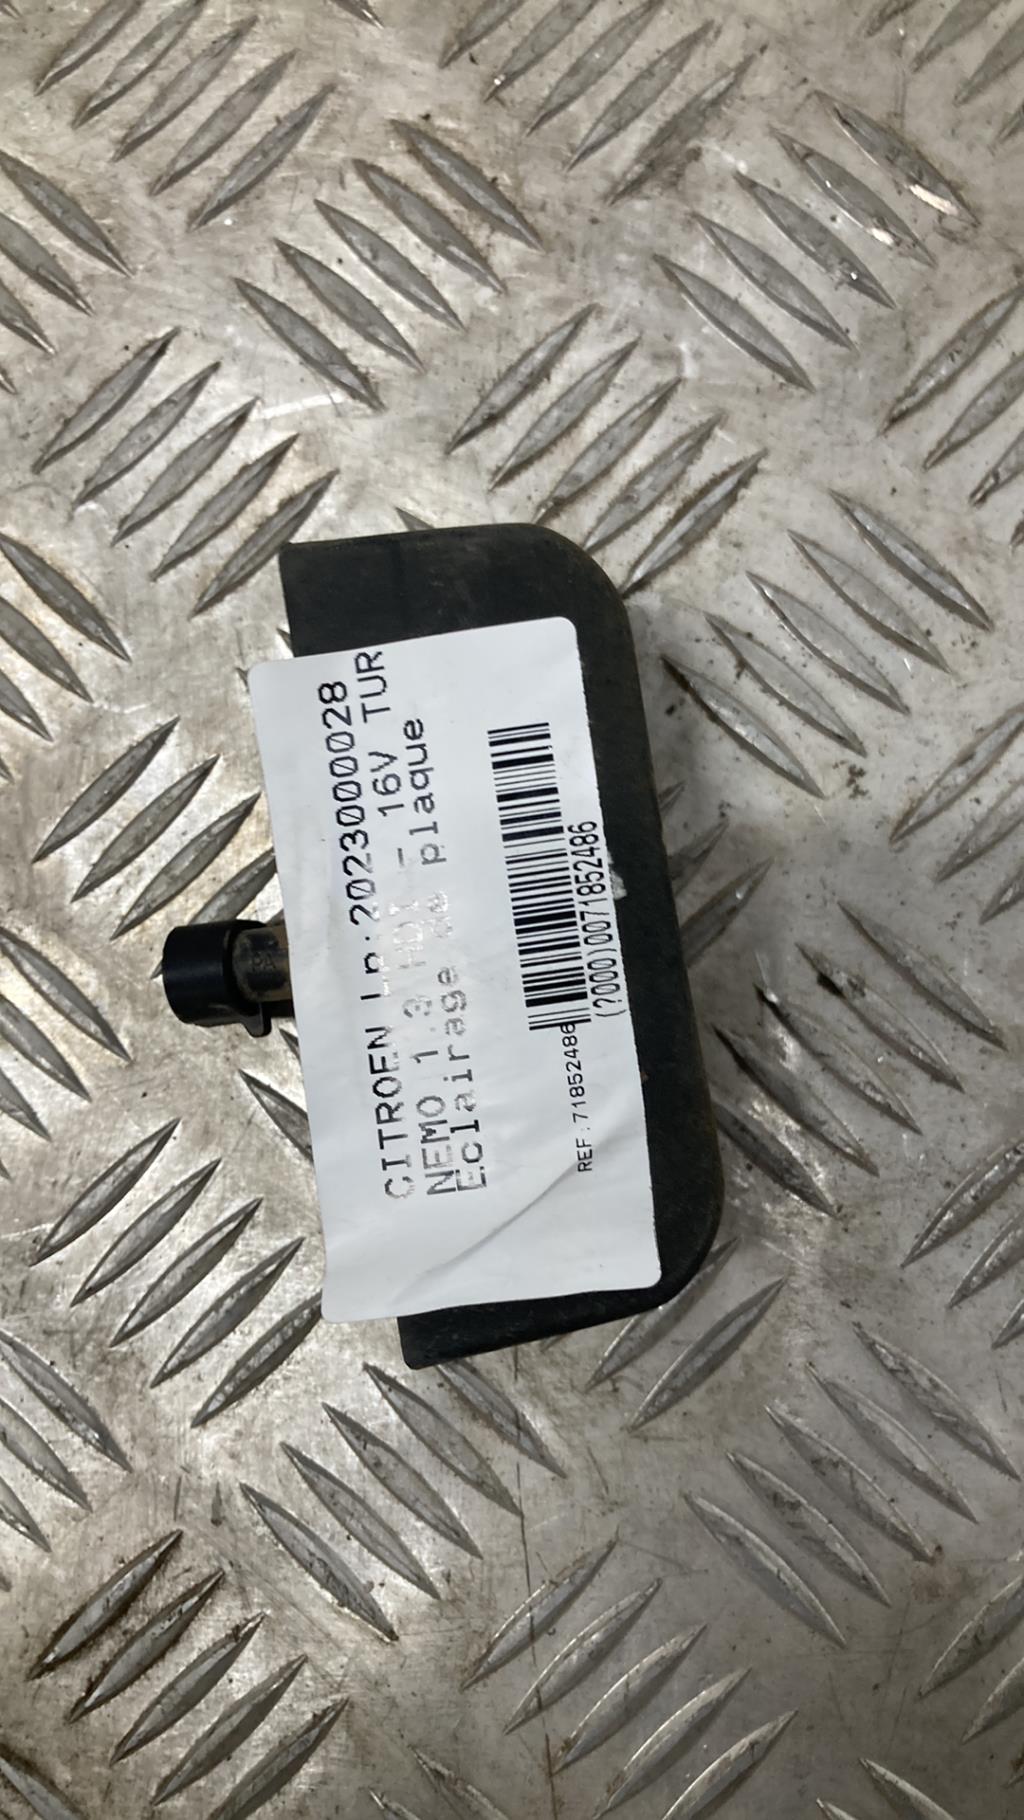 CITROEN LP:2023000028
NEMO 1.3 HDI - 16V TUR
Eclairage de plaque
(?000)0071852486
REF:71852486